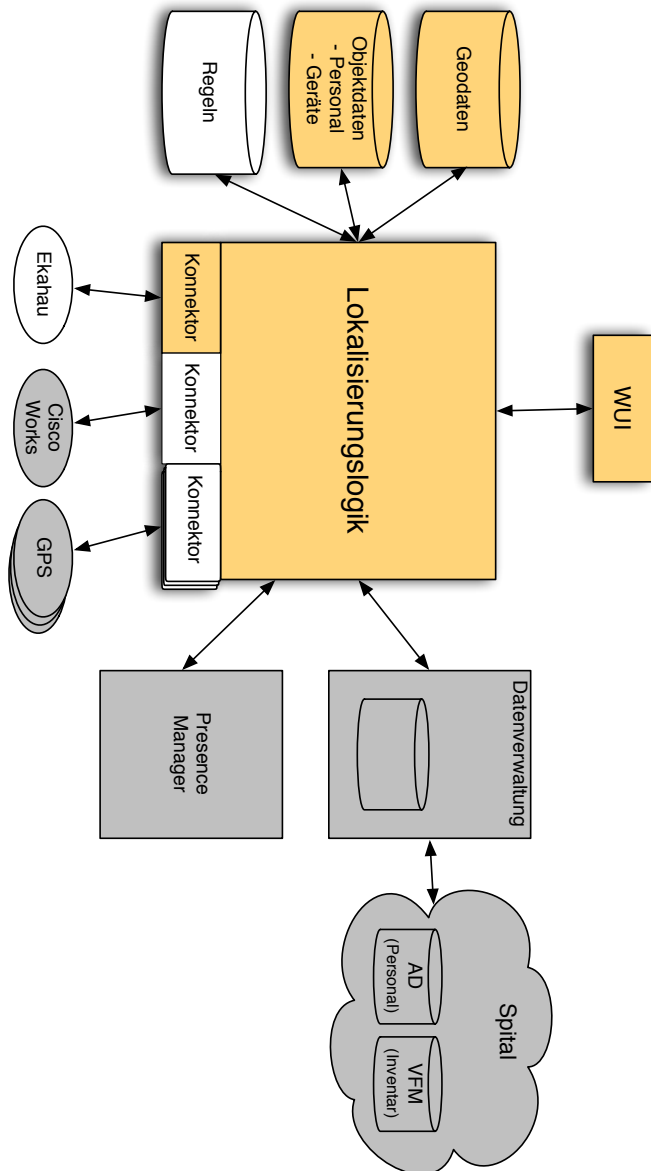 WUI
Geodaten
Objektdaten
- Personal
- Geräte
Regeln
Lokalisierungslogik
Konnektor
Konnektor
Konnektor
Ekahau
Cisco
Works
GPS
Datenverwaltung
Presence
Manager
Spital
AD
(Personal)
VFM
(Inventar)